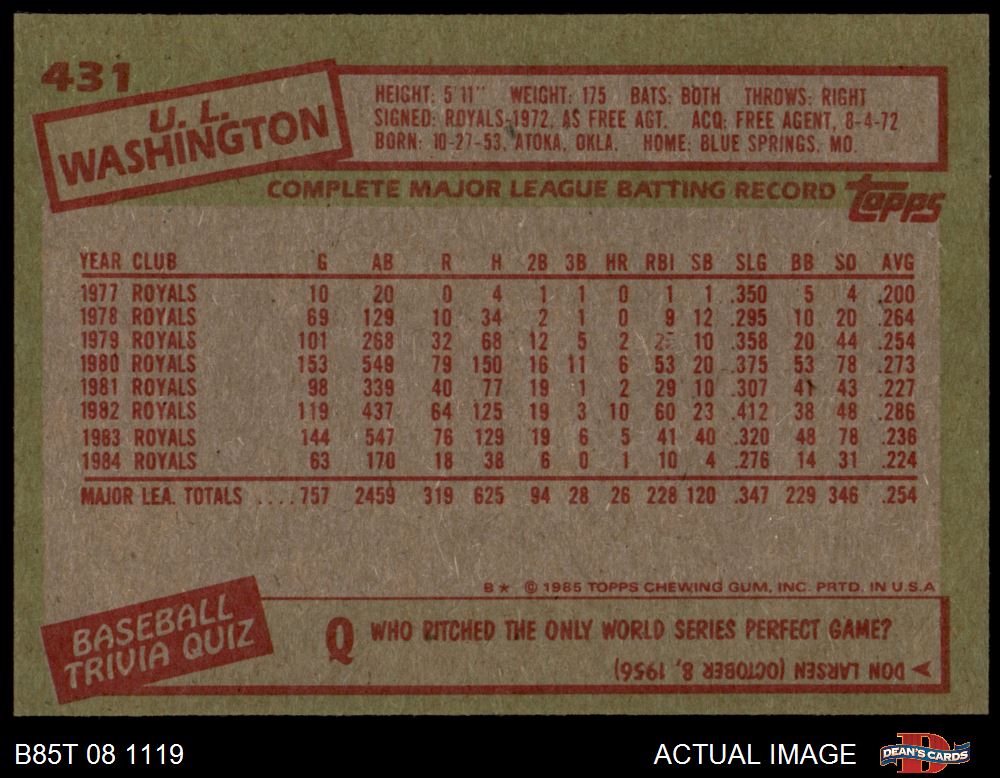 431
U. L.
WASHINGTON
HEIGHT: 5'11" WEIGHT: 175 BATS: BOTH THROWS: RIGHT
SIGNED: ROYALS-1972, AS FREE AGT. ACQ: FREE AGENT, 8-4-72
BORN: 10-27-53, ATOKA, OKLA. HOME: BLUE SPRINGS, MO.
COMPLETE MAJOR LEAGUE BATTING RECORD topps
YEAR CLUB G AB R H 2B 3B HR RBI SB SLG BB SO AVG
1977 ROYALS 10 20 0 4 1 1 0 1 1 .350 5 4 .200
1978 ROYALS 69 129 10 34 2 1 0 9 12 .295 10 20 .264
1979 ROYALS 101 268 32 68 12 5 2 10 .358 20 44 .254
1980 ROYALS 153 549 79 150 16 11 6 53 20 .375 53 78 .273
1981 ROYALS 98 339 40 77 19 1 2 29 10 .307 41 43 .227
1982 ROYALS 119 437 64 125 19 3 10 60 23 .412 38 48 .286
1983 ROYALS 144 547 76 129 19 6 5 41 40 .320 48 78 .236
1984 ROYALS 63 170 18 38 6 0 1 10 4 .276 14 31 .224
MAJOR LEA. TOTALS ....757 2459 319 625 94 28 26 228 120 .347 229 346 .254
B* © 1985 TOPPS CHEWING GUM, INC. PRTD. IN U.S.A
BASEBALL
TRIVIA QUIZ
Q WHO PITCHED THE ONLY WORLD SERIES PERFECT GAME?
DON LARSEN (OCTOBER 8, 1956)
B85T 08 1119 ACTUAL IMAGE DEAN'S CARDS